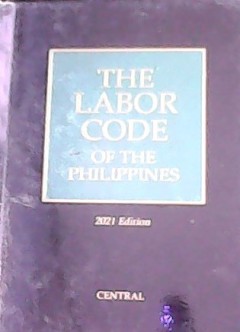 THE
LABOR
CODE
OF THE
PHILIPPINES
2021 Edition
CENTRAL